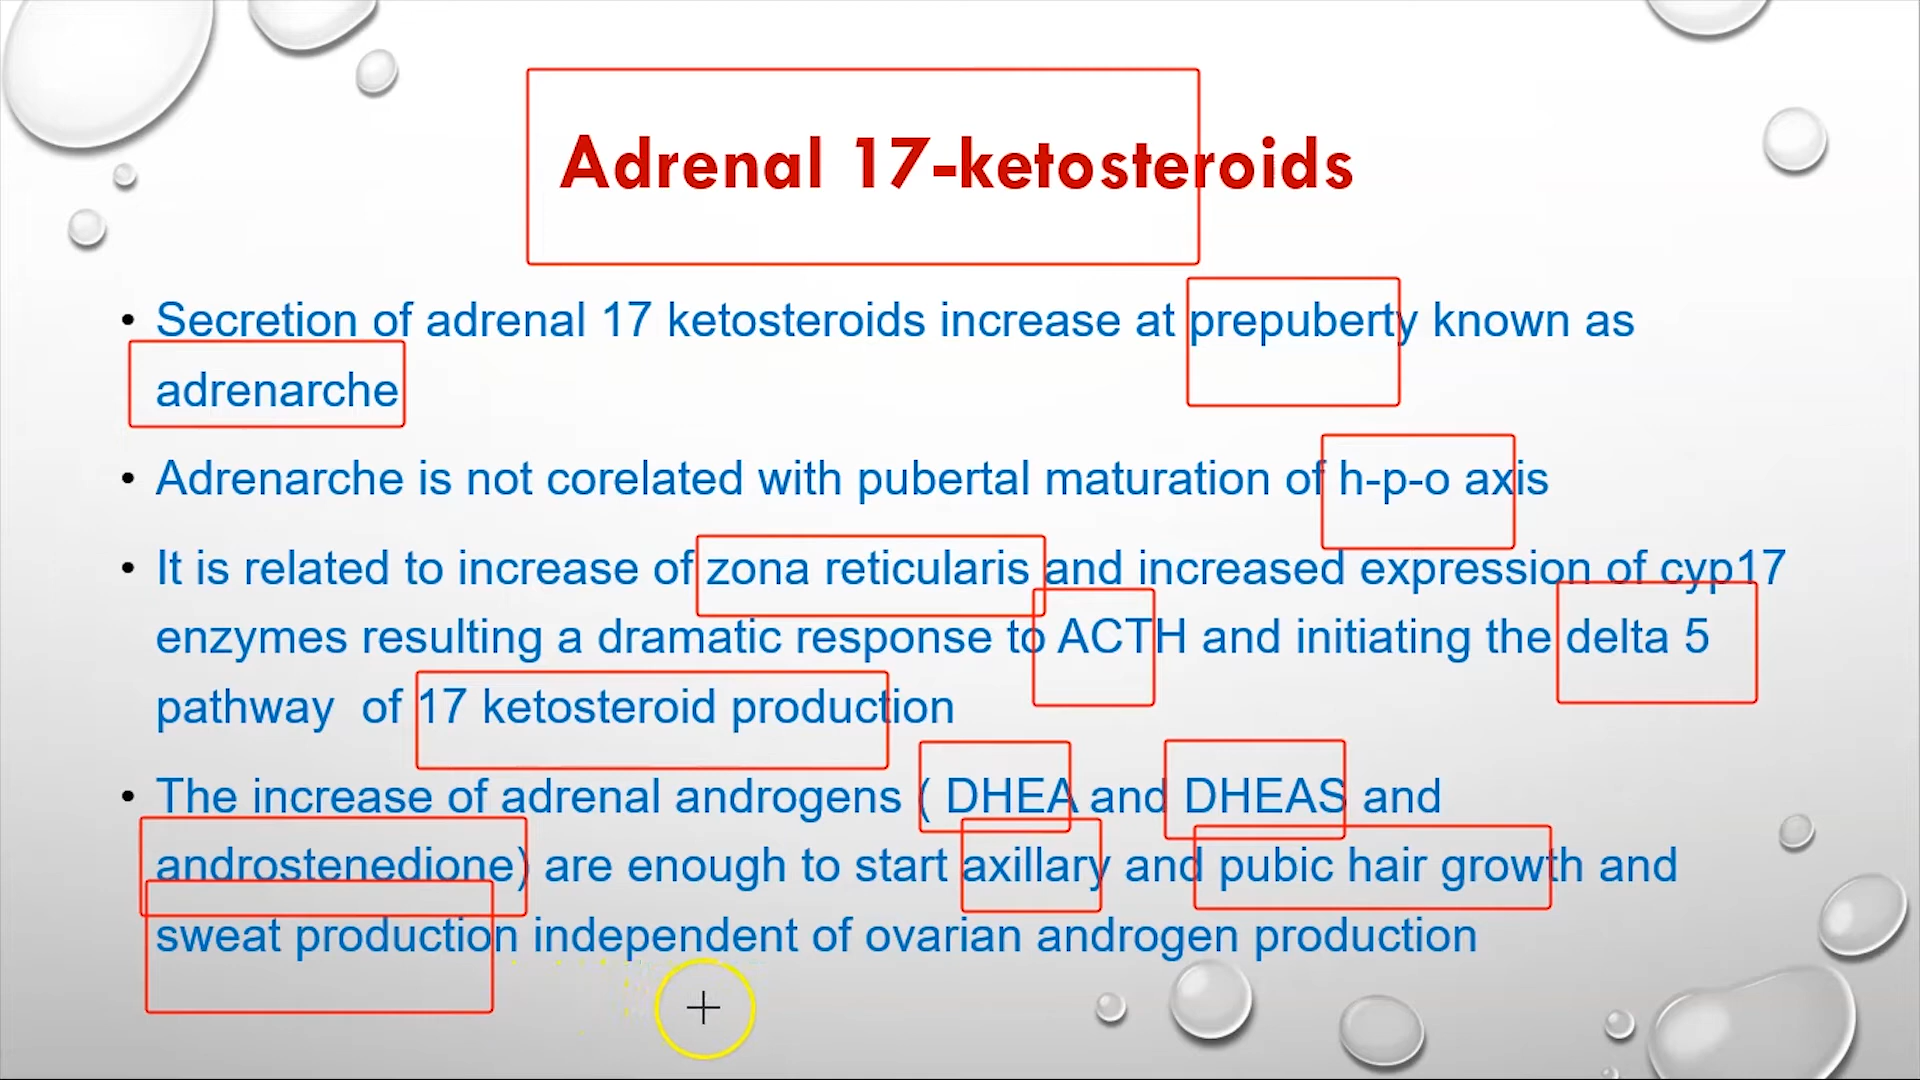 Adrenal 17-ketosteroids
• Secretion of adrenal 17 ketosteroids increase at prepuberty known as
adrenarche
• Adrenarche is not corelated with pubertal maturation of h-p-o axis
• It is related to increase of zona reticularis and increased expression of cyp17
enzymes resulting a dramatic response to ACTH and initiating the delta 5
pathway of 17 ketosteroid production
• The increase of adrenal androgens ( DHEA and DHEAS and
androstenedione) are enough to start axillary and pubic hair growth and
sweat production independent of ovarian androgen production